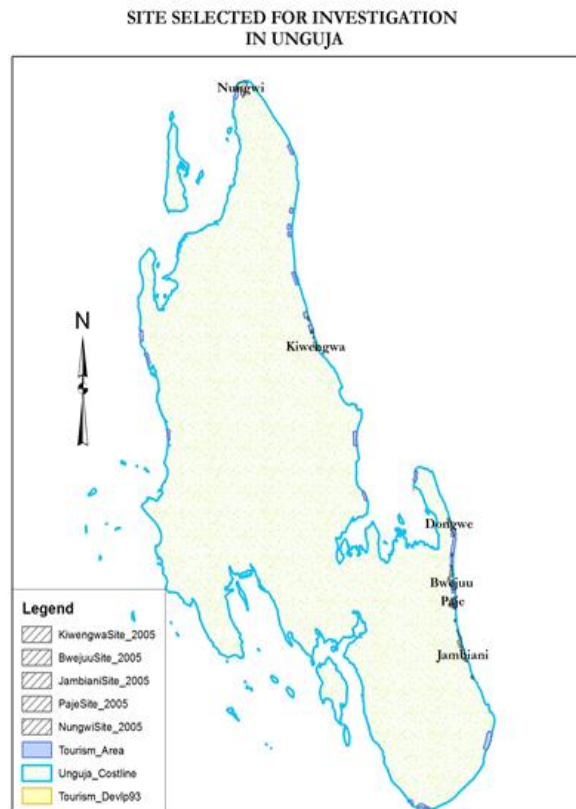 SITE SELECTED FOR INVESTIGATION
IN UNGUJA
Nungwi
N
Kiwengwa
Dongwe
Bwejuu
Paje
Jambiani
Legend
KiwengwaSite_2005
BwejuuSite_2005
JambianiSite_2005
PajeSite_2005
NungwiSite_2005
Tourism_Area
Unguja_Costline
Tourism_Devlp93